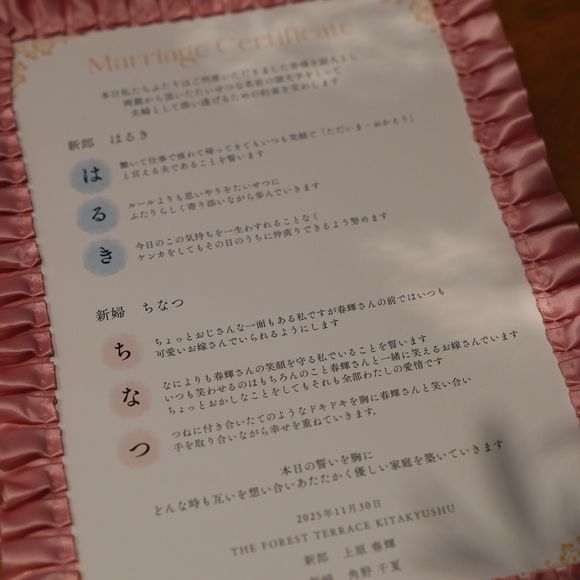 Marriage Certificate
本日私たちふたりはご列席いただきました皆様を証人とし
両親から頂いたたいせつな名前の頭文字をとって
夫婦として添い遂げるための約束を交わします
新郎 はるき
は
働いて仕事で疲れて帰ってきてもいつも笑顔で「ただいま・おかえり」
と言える夫であることを誓います
る
ルールよりも思いやりをたいせつに
ふたりらしく寄り添いながら歩んでいきます
き
今日のこの気持ちを一生わすれることなく
ケンカをしてもその日のうちに仲直りできるよう努めます
新婦 ちなつ
ち
ちょっとおじさんな一面もある私ですが春輝さんの前ではいつも
可愛いお嫁さんでいられるようにします
な
なによりも春輝さんの笑顔を守る私でいることを誓います
いつも笑わせるのはもちろんのこと春輝さんと一緒に笑えるお嫁さんでいます
ちょっとおかしなことをしてもそれも全部わたしの愛情です
つ
つねに付き合いたてのようなドキドキを胸に春輝さんと笑い合い
手を取り合いながら幸せを重ねていきます。
本日の誓いを胸に
どんな時も互いを想い合いあたたかく優しい家庭を築いていきます
2025年11月30日
THE FOREST TERRACE KITAKYUSHU
新郎 上原 春輝
新婦 角野 千夏